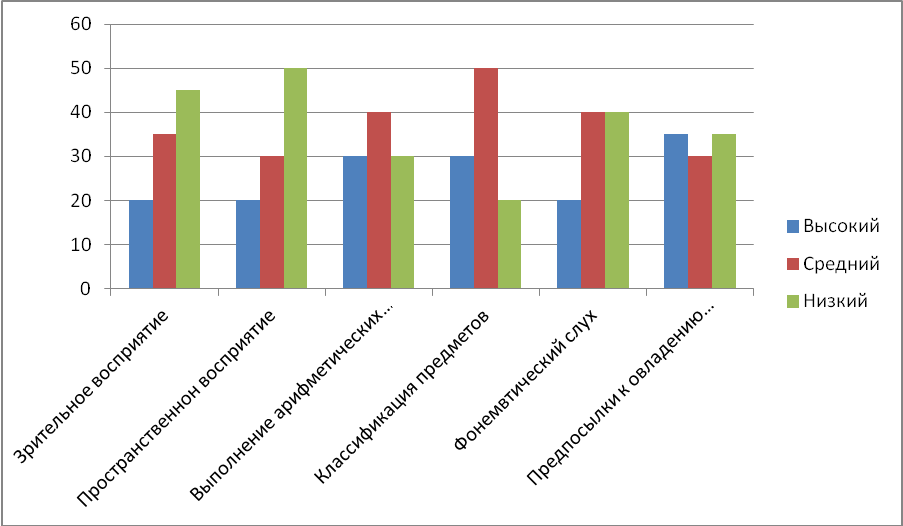 60
50
40
30
20
10
0
Высокий
Средний
Низкий
Зрительное восприятие
Пространственнон восприятие
Выполнение арифметических...
Классификация предметов
Фонемвтический слух
Предпосылки к овладению...